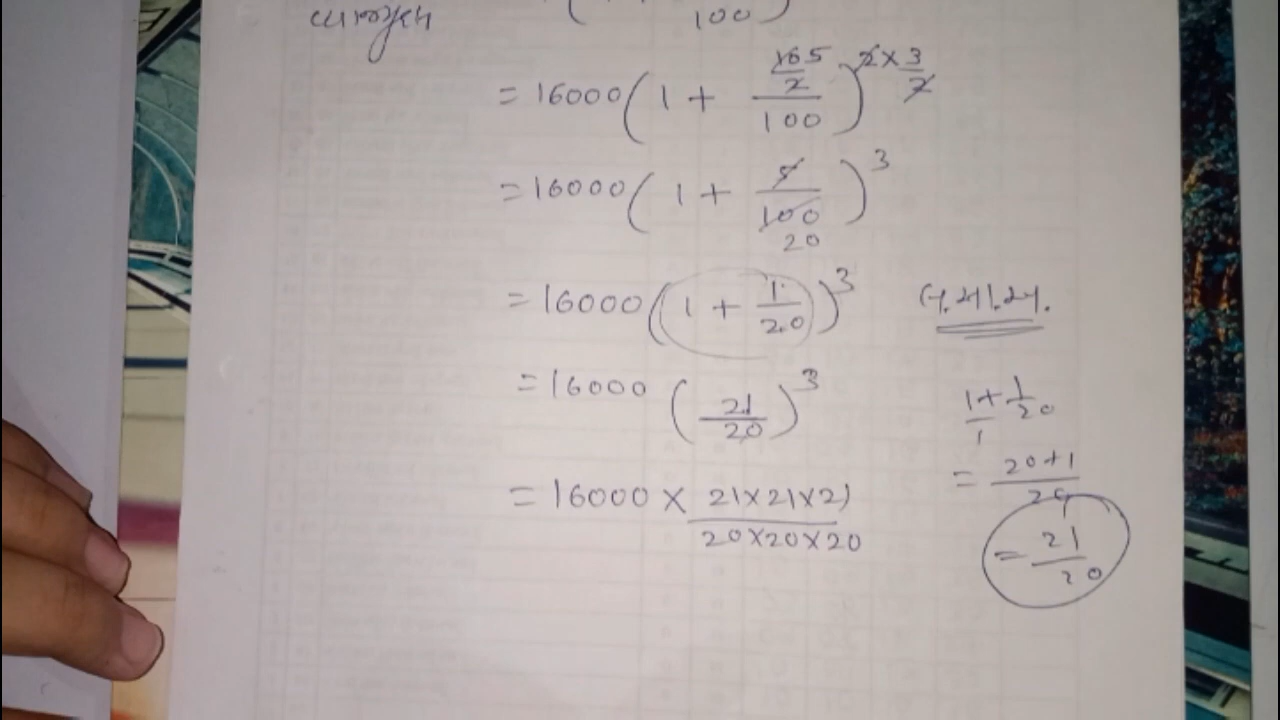 100
= 16000 ( 1 + 10 5/2 / 100 ) 2 × 3/2
= 16000 ( 1 + 5/100 ) 3
20
= 16000 ( 1 + 1/20 ) 3
= 16000 ( 21/20 ) 3
= 16000 × 21×21×21 / 20×20×20
1/1 + 1/20
= 20+1 / 20
= 21/20